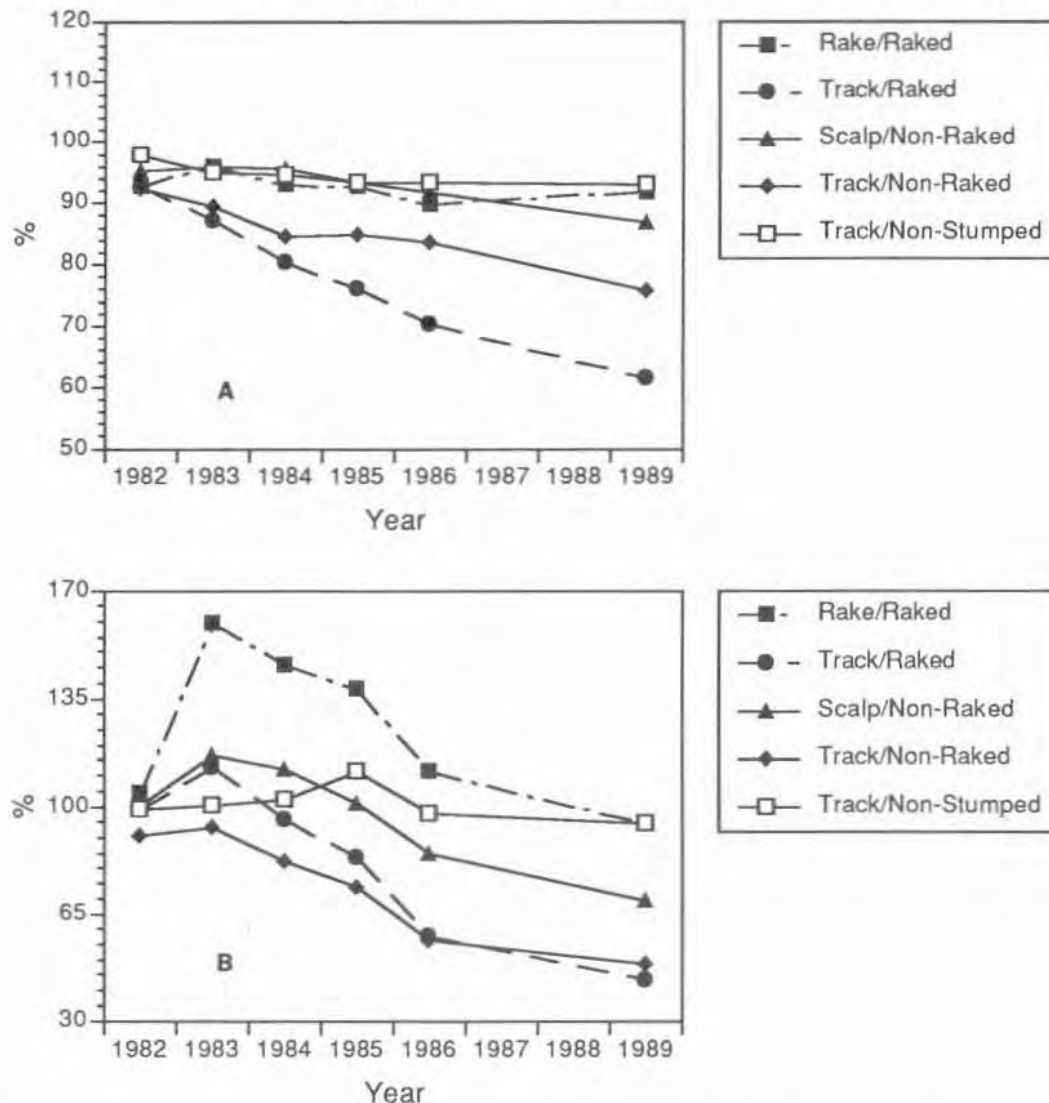 120
110
100
90
80
70
60
50
%
A
1982 1983 1984 1985 1986 1987 1988 1989
Year
Rake/Raked
Track/Raked
Scalp/Non-Raked
Track/Non-Raked
Track/Non-Stumped
170
135
100
65
30
%
B
1982 1983 1984 1985 1986 1987 1988 1989
Year
Rake/Raked
Track/Raked
Scalp/Non-Raked
Track/Non-Raked
Track/Non-Stumped